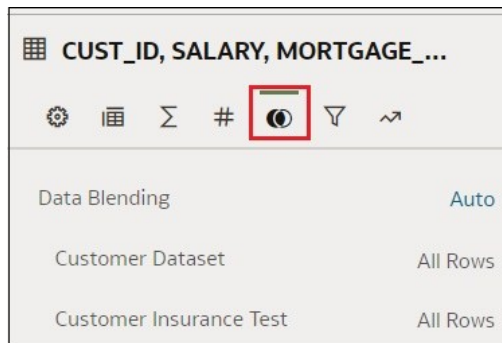 CUST_ID, SALARY, MORTGAGE_...
Σ #
Data Blending Auto
Customer Dataset All Rows
Customer Insurance Test All Rows